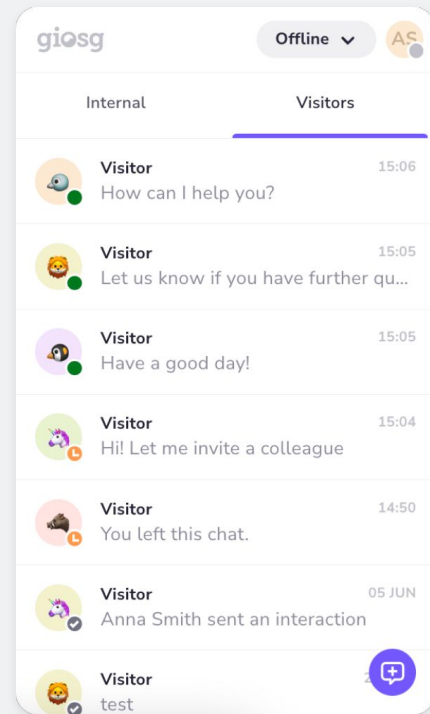 giosg
Offline
AS
Internal
Visitors
Visitor
15:06
How can I help you?
Visitor
15:05
Let us know if you have further qu...
Visitor
15:05
Have a good day!
Visitor
15:04
Hi! Let me invite a colleague
Visitor
14:50
You left this chat.
Visitor
05 JUN
Anna Smith sent an interaction
Visitor
test